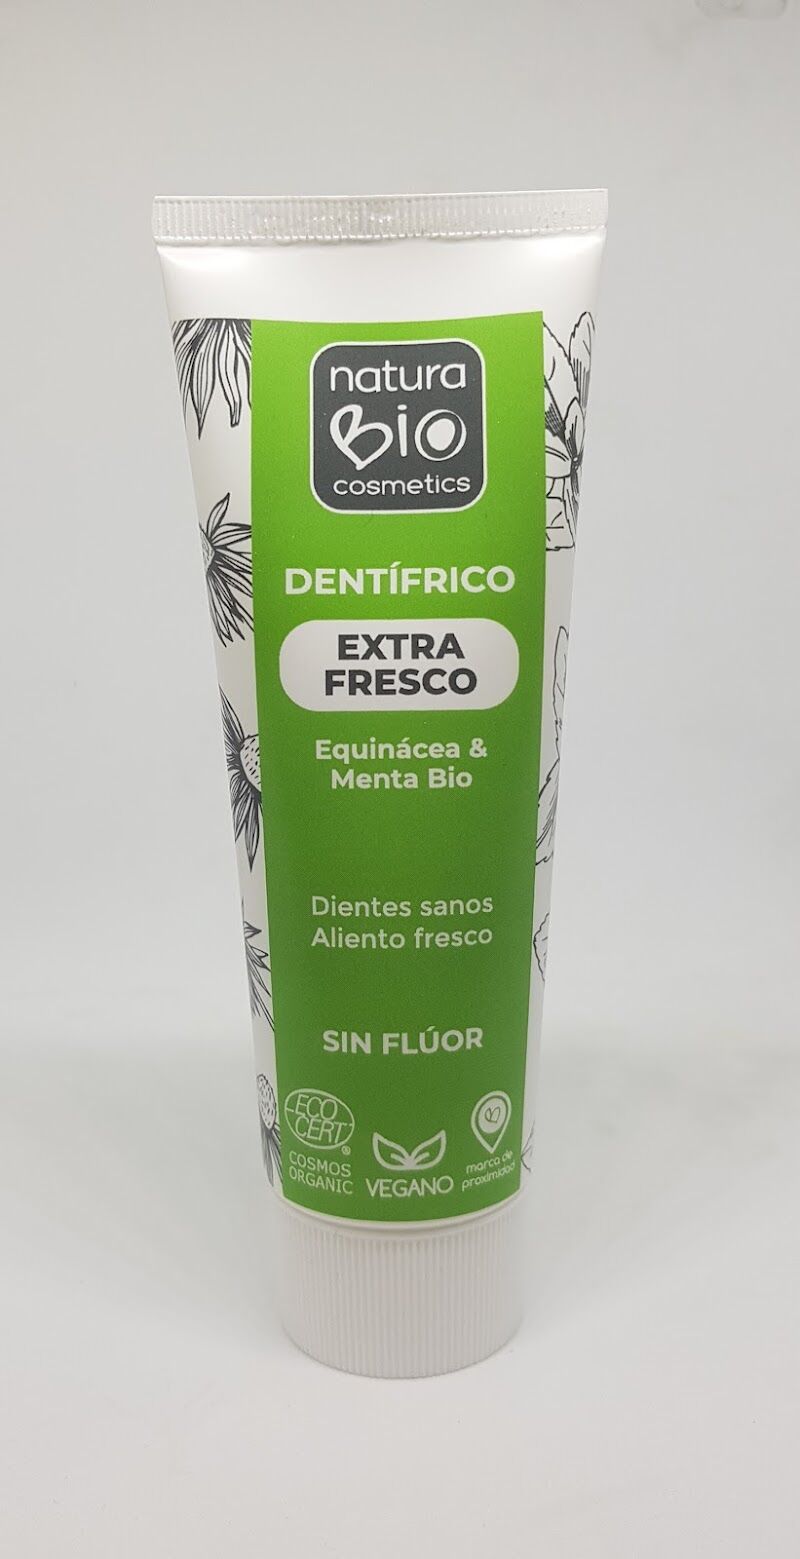 natura
BiO
cosmetics
DENTÍFRICO
EXTRA
FRESCO
Equinácea &
Menta Bio
Dientes sanos
Aliento fresco
SIN FLÚOR
ECO
CERT
®
COSMOS
ORGANIC
VEGANO
marca de
proximidad